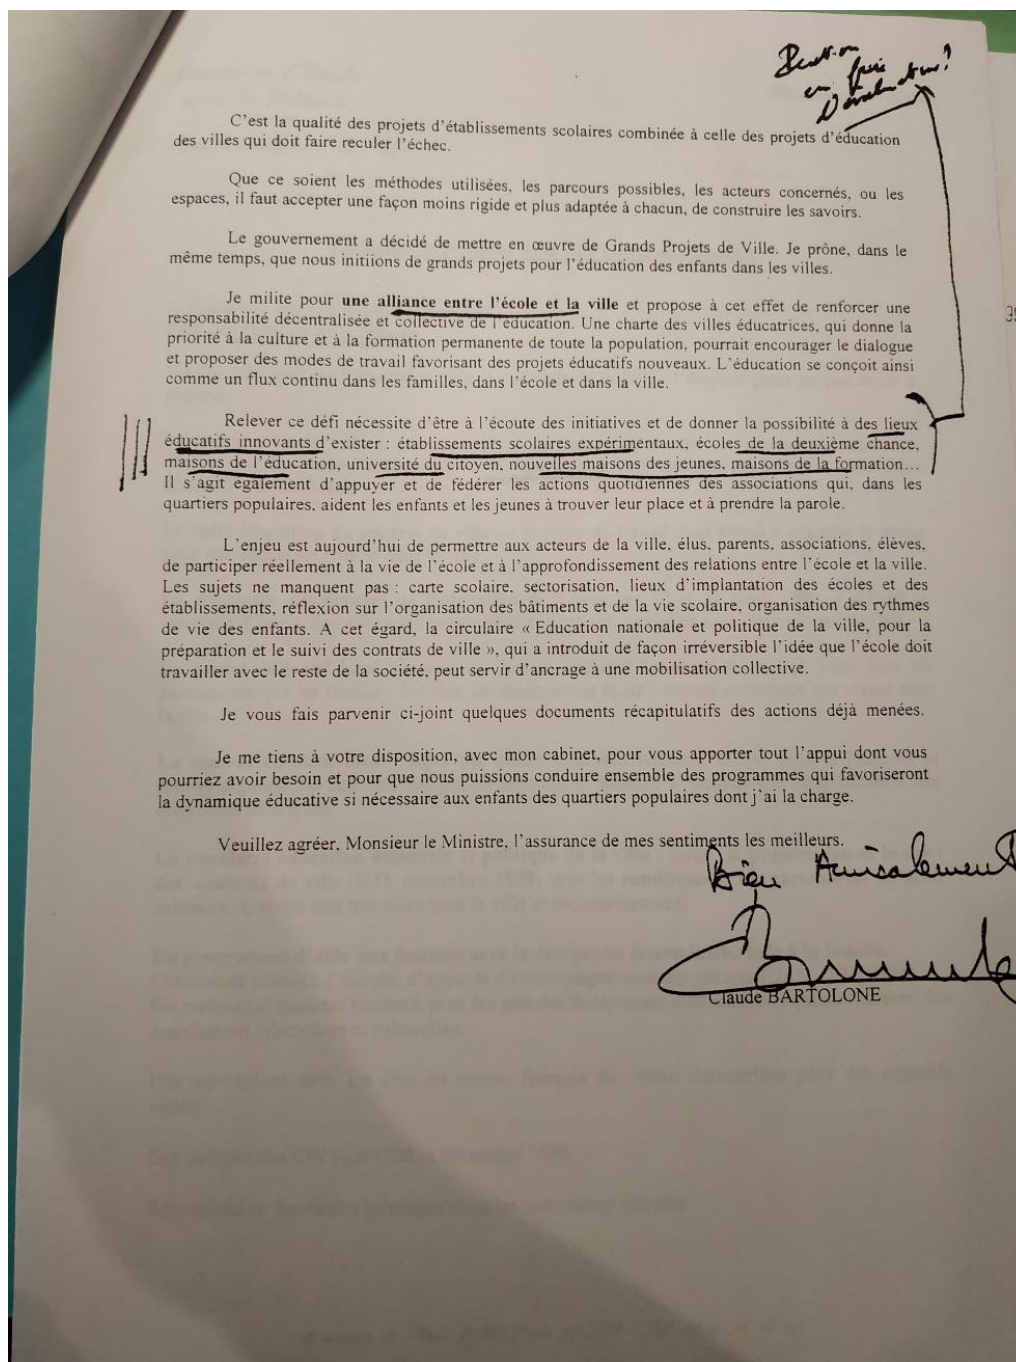 en faire
C'est la qualité des projets d'établissements scolaires combinée à celle des projets d'éducation
des villes qui doit faire reculer l'échec.
Que ce soient les méthodes utilisées, les parcours possibles, les acteurs concernés, ou les
espaces, il faut accepter une façon moins rigide et plus adaptée à chacun, de construire les savoirs.
Le gouvernement a décidé de mettre en œuvre de Grands Projets de Ville. Je prône, dans le
même temps, que nous initiions de grands projets pour l'éducation des enfants dans les villes.
Je milite pour une alliance entre l'école et la ville et propose à cet effet de renforcer une
responsabilité décentralisée et collective de l'éducation. Une charte des villes éducatrices, qui donne la
priorité à la culture et à la formation permanente de toute la population, pourrait encourager le dialogue
et proposer des modes de travail favorisant des projets éducatifs nouveaux. L'éducation se conçoit ainsi
comme un flux continu dans les familles, dans l'école et dans la ville.
Relever ce défi nécessite d'être à l'écoute des initiatives et de donner la possibilité à des lieux
éducatifs innovants d'exister : établissements scolaires expérimentaux, écoles de la deuxième chance,
maisons de l'éducation, université du citoyen, nouvelles maisons des jeunes, maisons de la formation…
Il s'agit également d'appuyer et de fédérer les actions quotidiennes des associations qui, dans les
quartiers populaires, aident les enfants et les jeunes à trouver leur place et à prendre la parole.
L'enjeu est aujourd'hui de permettre aux acteurs de la ville, élus, parents, associations, élèves,
de participer réellement à la vie de l'école et à l'approfondissement des relations entre l'école et la ville.
Les sujets ne manquent pas : carte scolaire, sectorisation, lieux d'implantation des écoles et des
établissements, réflexion sur l'organisation des bâtiments et de la vie scolaire, organisation des rythmes
de vie des enfants. A cet égard, la circulaire « Education nationale et politique de la ville, pour la
préparation et le suivi des contrats de ville », qui a introduit de façon irréversible l'idée que l'école doit
travailler avec le reste de la société, peut servir d'ancrage à une mobilisation collective.
Je vous fais parvenir ci-joint quelques documents récapitulatifs des actions déjà menées.
Je me tiens à votre disposition, avec mon cabinet, pour vous apporter tout l'appui dont vous
pourriez avoir besoin et pour que nous puissions conduire ensemble des programmes qui favoriseront
la dynamique éducative si nécessaire aux enfants des quartiers populaires dont j'ai la charge.
Veuillez agréer, Monsieur le Ministre, l'assurance de mes sentiments les meilleurs.
Bien Amicalement
Claude BARTOLONE